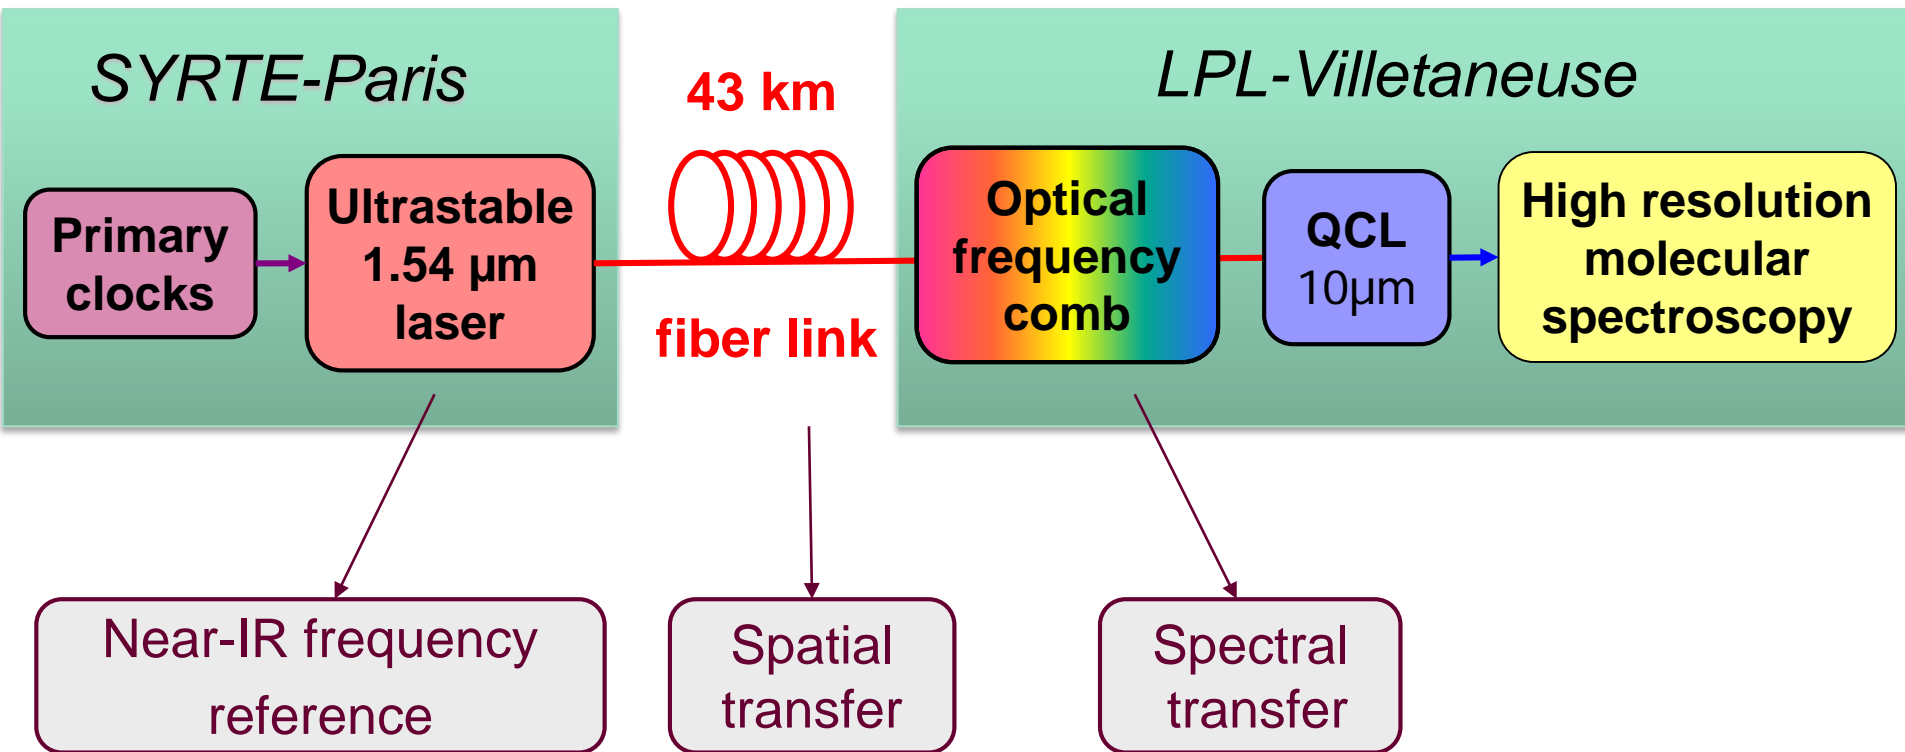 SYRTE-Paris
Primary
clocks
Ultrastable
1.54 µm
laser
43 km
fiber link
LPL-Villetaneuse
Optical
frequency
comb
QCL
10µm
High resolution
molecular
spectroscopy
Near-IR frequency
reference
Spatial
transfer
Spectral
transfer